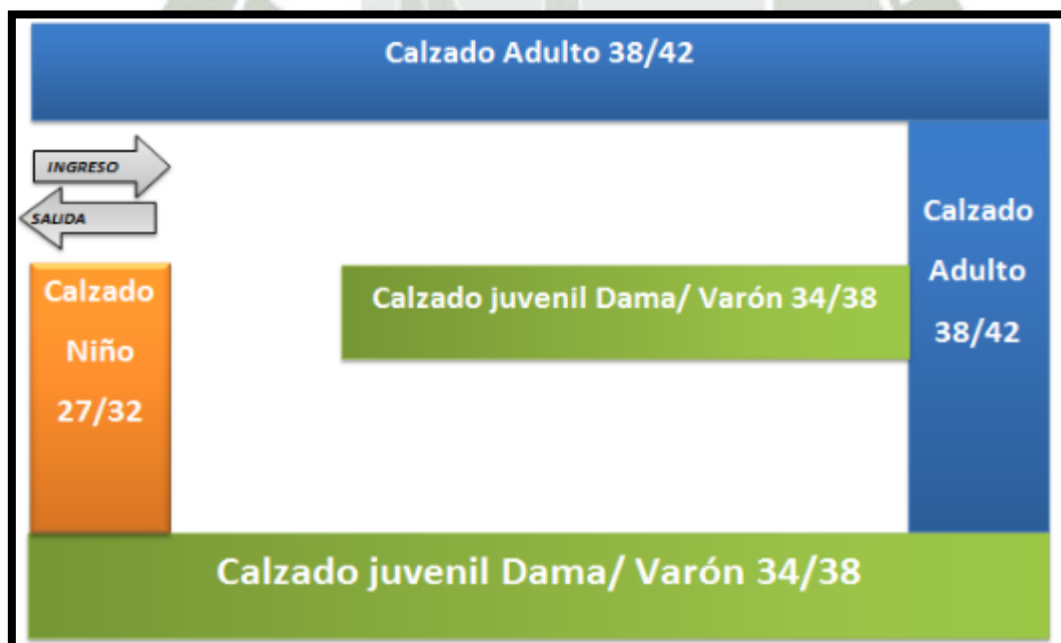 Calzado Adulto 38/42
INGRESO
SALIDA
Calzado
Adulto
38/42
Calzado
Niño
27/32
Calzado juvenil Dama/ Varón 34/38
Calzado juvenil Dama/ Varón 34/38